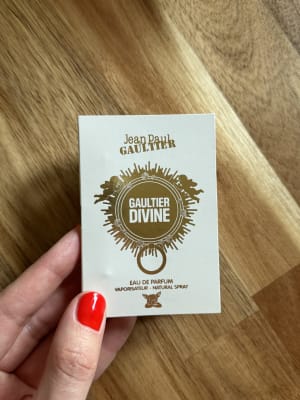 Jean Paul
GAULTIER
GAULTIER
DIVINE
EAU DE PARFUM
VAPORISATEUR - NATURAL SPRAY